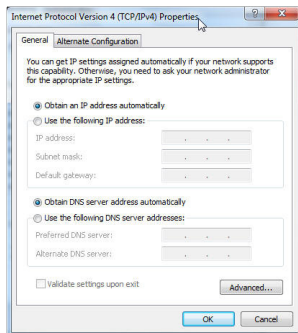 Internet Protocol Version 4 (TCP/IPv4) Properties
General
Alternate Configuration
You can get IP settings assigned automatically if your network supports
this capability. Otherwise, you need to ask your network administrator
for the appropriate IP settings.
Obtain an IP address automatically
Use the following IP address:
IP address:
Subnet mask:
Default gateway:
Obtain DNS server address automatically
Use the following DNS server addresses:
Preferred DNS server:
Alternate DNS server:
Validate settings upon exit
Advanced...
OK
Cancel